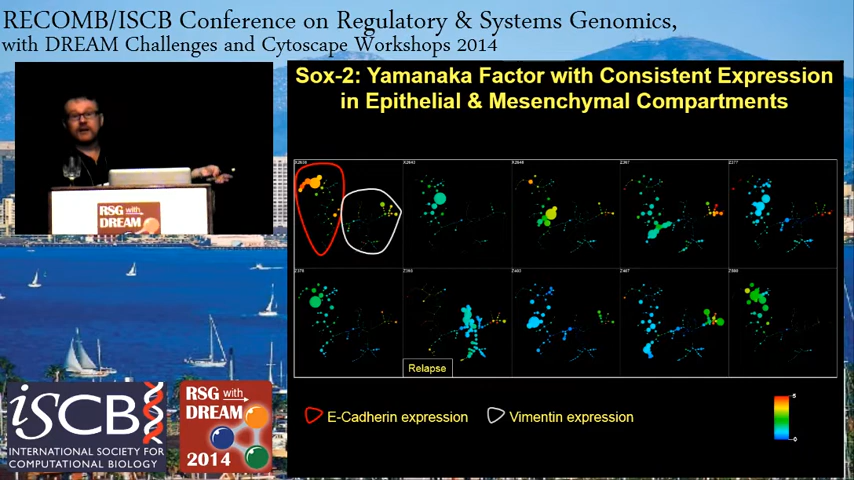 RECOMB/ISCB Conference on Regulatory & Systems Genomics,
with DREAM Challenges and Cytoscape Workshops 2014
Sox-2: Yamanaka Factor with Consistent Expression
in Epithelial & Mesenchymal Compartments
Relapse
E-Cadherin expression
Vimentin expression
5
0
RSG with
DREAM
iSCB
INTERNATIONAL SOCIETY FOR
COMPUTATIONAL BIOLOGY
RSG with
DREAM
2014